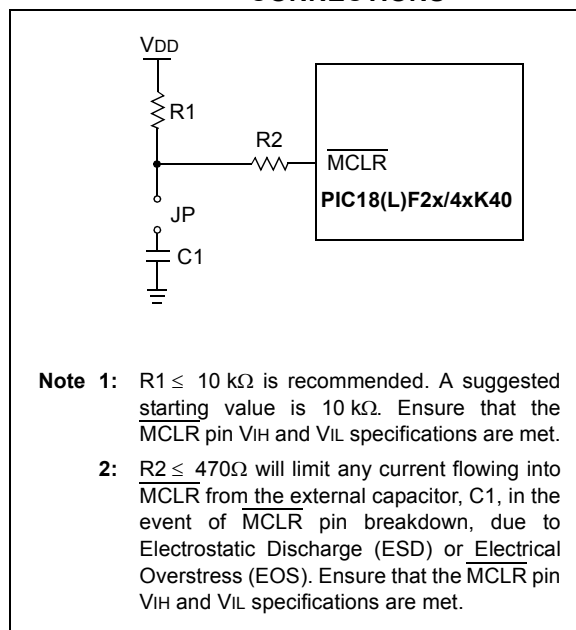 VDD
R1
R2
MCLR
PIC18(L)F2x/4xK40
JP
C1
Note 1: R1 ≤ 10 kΩ is recommended. A suggested
starting value is 10 kΩ. Ensure that the
MCLR pin VIH and VIL specifications are met.
2: R2 ≤ 470Ω will limit any current flowing into
MCLR from the external capacitor, C1, in the
event of MCLR pin breakdown, due to
Electrostatic Discharge (ESD) or Electrical
Overstress (EOS). Ensure that the MCLR pin
VIH and VIL specifications are met.